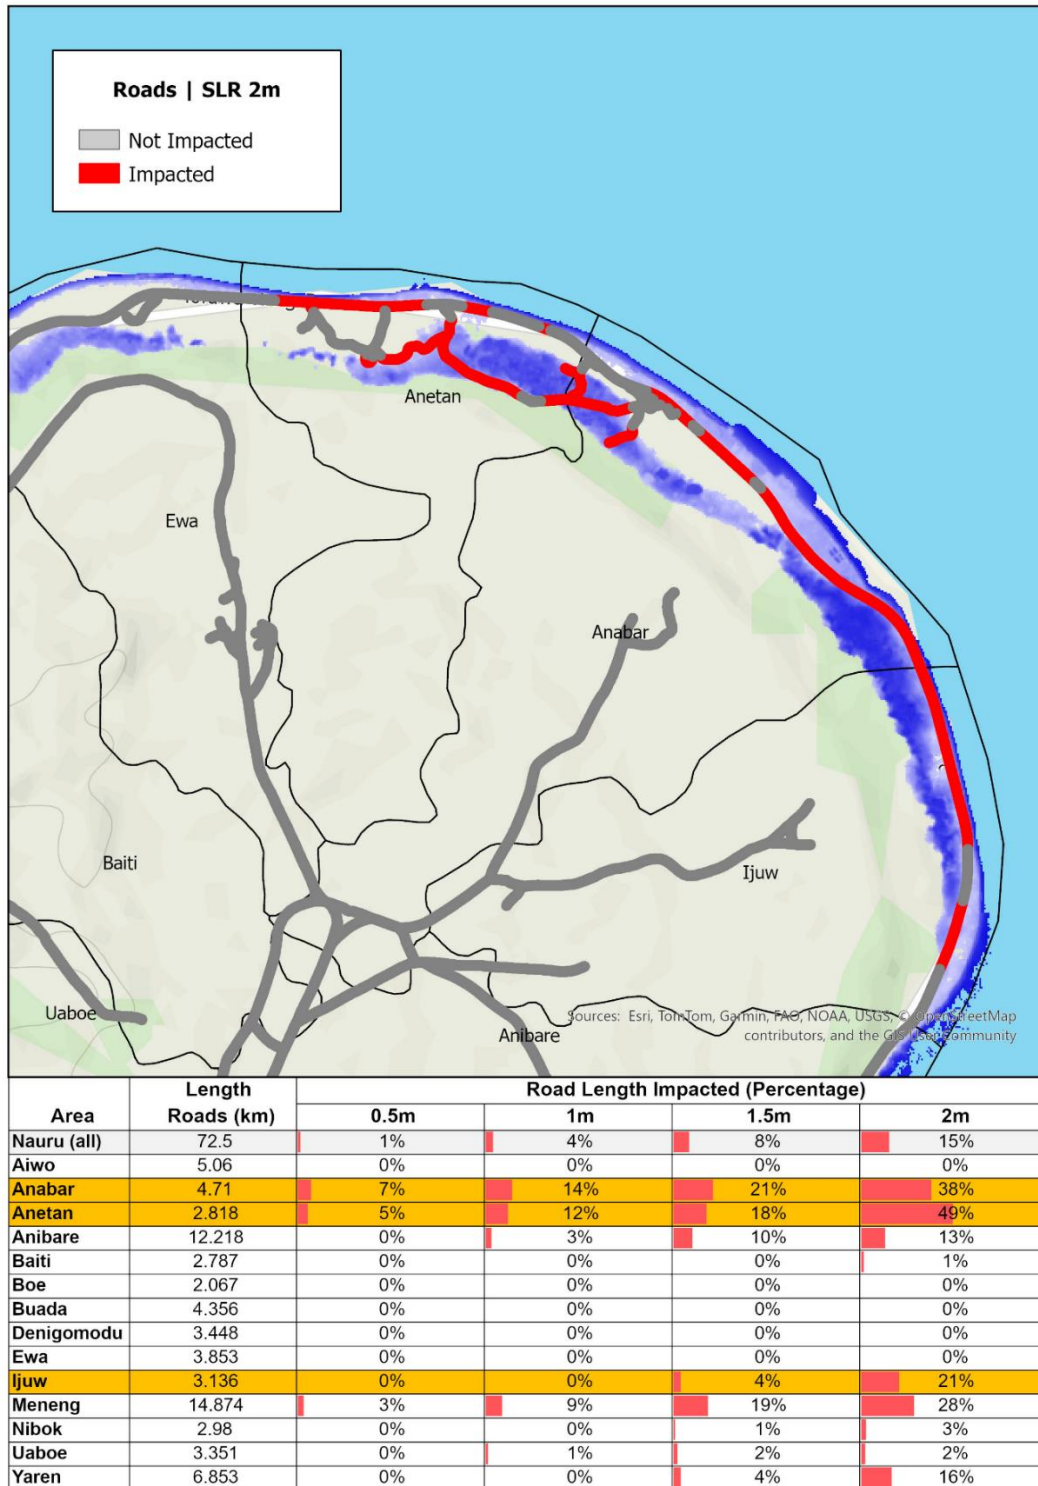 Roads | SLR 2m
Not Impacted
Impacted
Anetan
Ewa
Anabar
Baiti
Ijuw
Uaboe
Anibare
Sources: Esri, TomTom, Garmin, FAO, NOAA, USGS, © OpenStreetMap
contributors, and the GIS User Community
Length Road Length Impacted (Percentage)
Area Roads (km) 0.5m 1m 1.5m 2m
Nauru (all) 72.5 1% 4% 8% 15%
Aiwo 5.06 0% 0% 0% 0%
Anabar 4.71 7% 14% 21% 38%
Anetan 2.818 5% 12% 18% 49%
Anibare 12.218 0% 3% 10% 13%
Baiti 2.787 0% 0% 0% 1%
Boe 2.067 0% 0% 0% 0%
Buada 4.356 0% 0% 0% 0%
Denigomodu 3.448 0% 0% 0% 0%
Ewa 3.853 0% 0% 0% 0%
Ijuw 3.136 0% 0% 4% 21%
Meneng 14.874 3% 9% 19% 28%
Nibok 2.98 0% 0% 1% 3%
Uaboe 3.351 0% 1% 2% 2%
Yaren 6.853 0% 0% 4% 16%